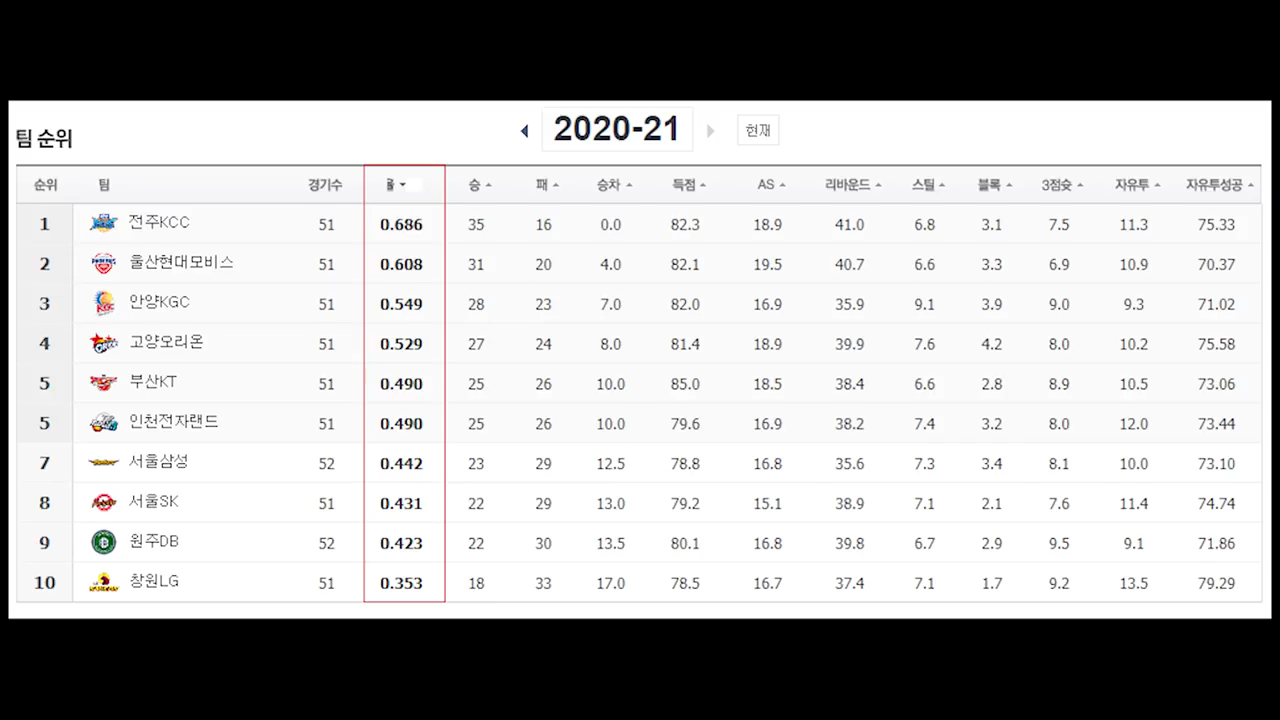 팀 순위 2020-21 현재
순위 팀 경기수 률 승 패 승차 득점 AS 리바운드 스틸 블록 3점슛 자유투 자유투성공
1 전주KCC 51 0.686 35 16 0.0 82.3 18.9 41.0 6.8 3.1 7.5 11.3 75.33
2 울산현대모비스 51 0.608 31 20 4.0 82.1 19.5 40.7 6.6 3.3 6.9 10.9 70.37
3 안양KGC 51 0.549 28 23 7.0 82.0 16.9 35.9 9.1 3.9 9.0 9.3 71.02
4 고양오리온 51 0.529 27 24 8.0 81.4 18.9 39.9 7.6 4.2 8.0 10.2 75.58
5 부산KT 51 0.490 25 26 10.0 85.0 18.5 38.4 6.6 2.8 8.9 10.5 73.06
5 인천전자랜드 51 0.490 25 26 10.0 79.6 16.9 38.2 7.4 3.2 8.0 12.0 73.44
7 서울삼성 52 0.442 23 29 12.5 78.8 16.8 35.6 7.3 3.4 8.1 10.0 73.10
8 서울SK 51 0.431 22 29 13.0 79.2 15.1 38.9 7.1 2.1 7.6 11.4 74.74
9 원주DB 52 0.423 22 30 13.5 80.1 16.8 39.8 6.7 2.9 9.5 9.1 71.86
10 창원LG 51 0.353 18 33 17.0 78.5 16.7 37.4 7.1 1.7 9.2 13.5 79.29